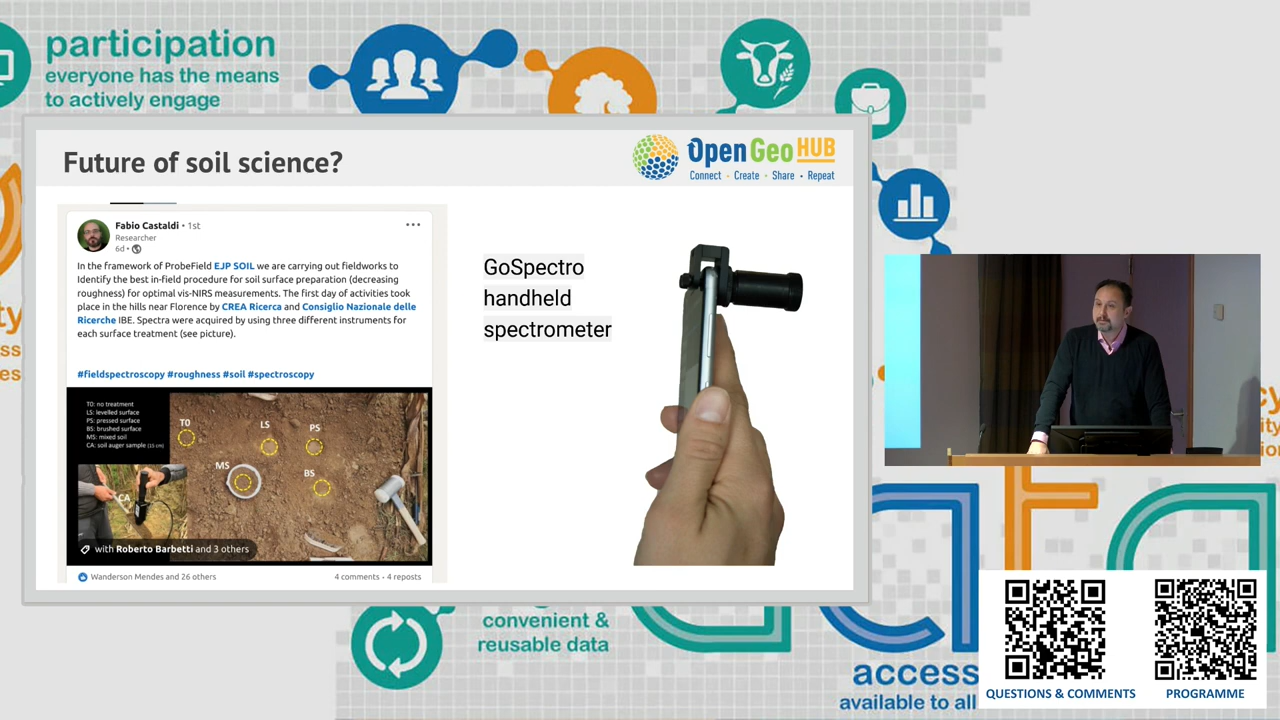 participation
everyone has the means
to actively engage
Future of soil science?
Open Geo HUB
Connect · Create · Share · Repeat
Fabio Castaldi • 1st
Researcher
6d •
In the framework of ProbeField EJP SOIL we are carrying out fieldworks to
Identify the best in-field procedure for soil surface preparation (decreasing
roughness) for optimal vis-NIRS measurements. The first day of activities took
place in the hills near Florence by CREA Ricerca and Consiglio Nazionale delle
Ricerche IBE. Spectra were acquired by using three different instruments for
each surface treatment (see picture).
#fieldspectroscopy #roughness #soil #spectroscopy
T0: no treatment
LS: levelled surface
PS: pressed surface
BS: brushed surface
MS: mixed soil
CA: soil auger sample (15 cm)
T0
LS
PS
MS
BS
CA
with Roberto Barbetti and 3 others
Wanderson Mendes and 26 others
4 comments • 4 reposts
GoSpectro
handheld
spectrometer
convenient &
reusable data
access
available to all
QUESTIONS & COMMENTS
PROGRAMME